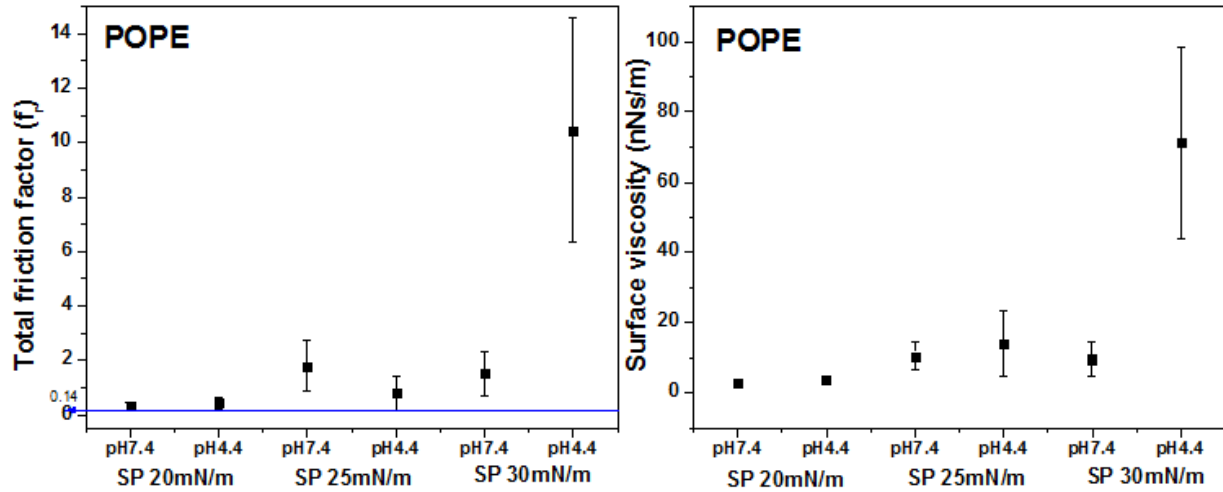 POPE
Total friction factor (fr)
14
12
10
8
6
4
2
0.14
0
pH7.4 pH4.4 pH7.4 pH4.4 pH7.4 pH4.4
SP 20mN/m SP 25mN/m SP 30mN/m
POPE
Surface viscosity (nNs/m)
100
80
60
40
20
0
pH7.4 pH4.4 pH7.4 pH4.4 pH7.4 pH4.4
SP 20mN/m SP 25mN/m SP 30mN/m